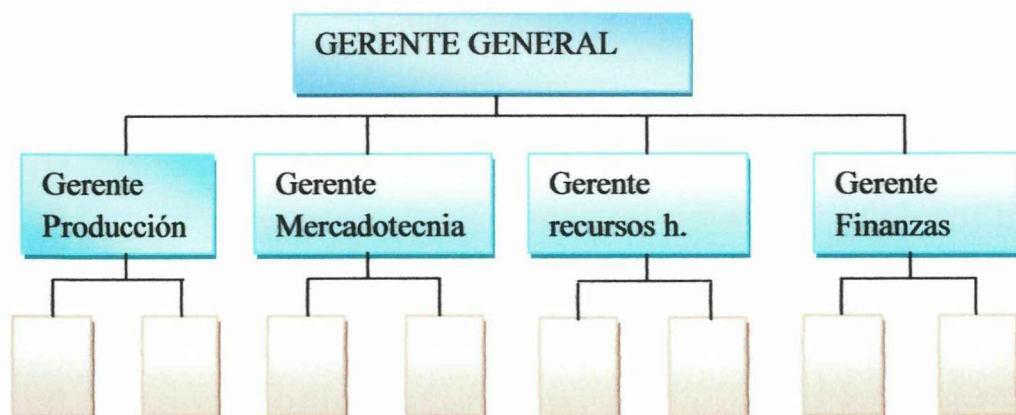 GERENTE GENERAL
Gerente
Producción
Gerente
Mercadotecnia
Gerente
recursos h.
Gerente
Finanzas